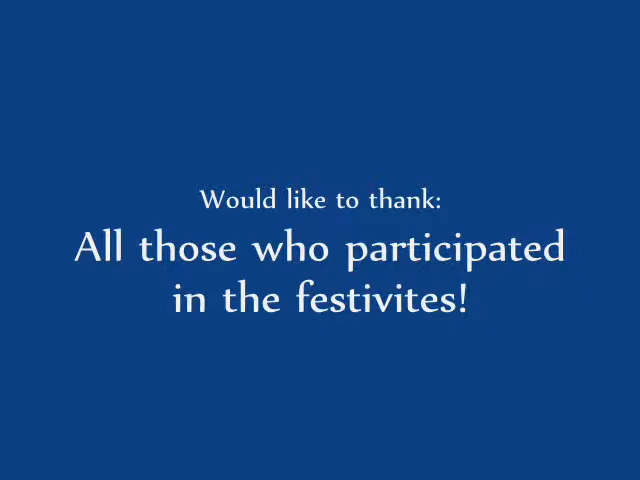 Would like to thank:
All those who participated
in the festivites!